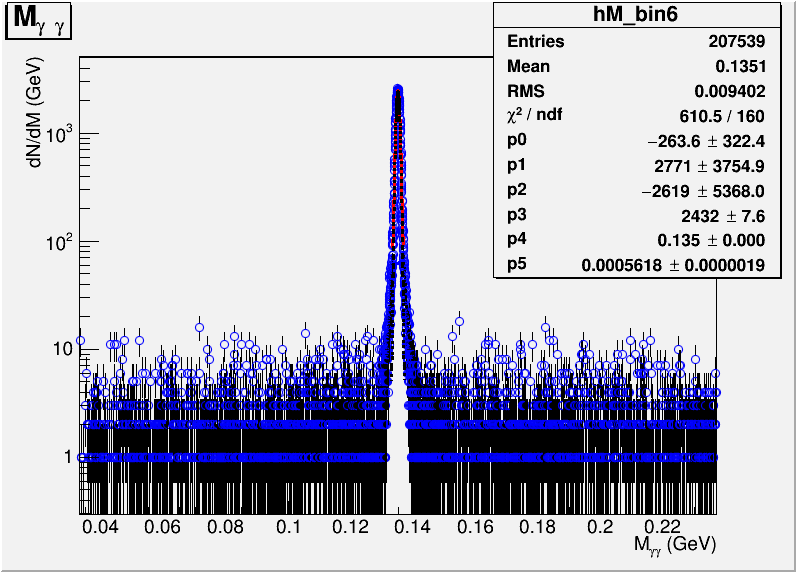 M_γ γ
hM_bin6
Entries 207539
Mean 0.1351
RMS 0.009402
χ² / ndf 610.5 / 160
p0 −263.6 ± 322.4
p1 2771 ± 3754.9
p2 −2619 ± 5368.0
p3 2432 ± 7.6
p4 0.135 ± 0.000
p5 0.0005618 ± 0.0000019
dN/dM (GeV)
10³
10²
10
1
0.04 0.06 0.08 0.1 0.12 0.14 0.16 0.18 0.2 0.22
M_γγ (GeV)